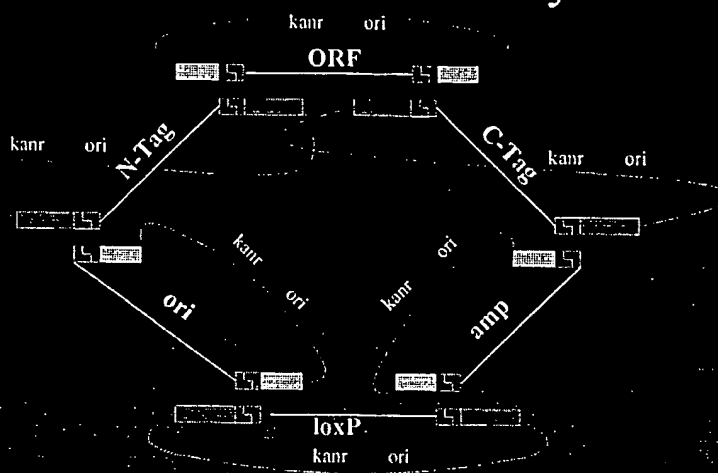 kanr ori
ORF
N-Tag
C-Tag
kanr ori
kanr ori
kanr ori
kanr ori
ori
amp
loxP
kanr ori